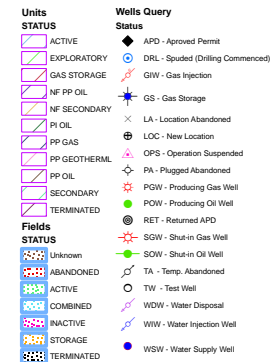 Units
STATUS
ACTIVE
EXPLORATORY
GAS STORAGE
NF PP OIL
NF SECONDARY
PI OIL
PP GAS
PP GEOTHERML
PP OIL
SECONDARY
TERMINATED
Fields
STATUS
Unknown
ABANDONED
ACTIVE
COMBINED
INACTIVE
STORAGE
TERMINATED
Wells Query
Status
APD - Aproved Permit
DRL - Spuded (Drilling Commenced)
GIW - Gas Injection
GS - Gas Storage
LA - Location Abandoned
LOC - New Location
OPS - Operation Suspended
PA - Plugged Abandoned
PGW - Producing Gas Well
POW - Producing Oil Well
RET - Returned APD
SGW - Shut-in Gas Well
SOW - Shut-in Oil Well
TA - Temp. Abandoned
TW - Test Well
WDW - Water Disposal
WIW - Water Injection Well
WSW - Water Supply Well